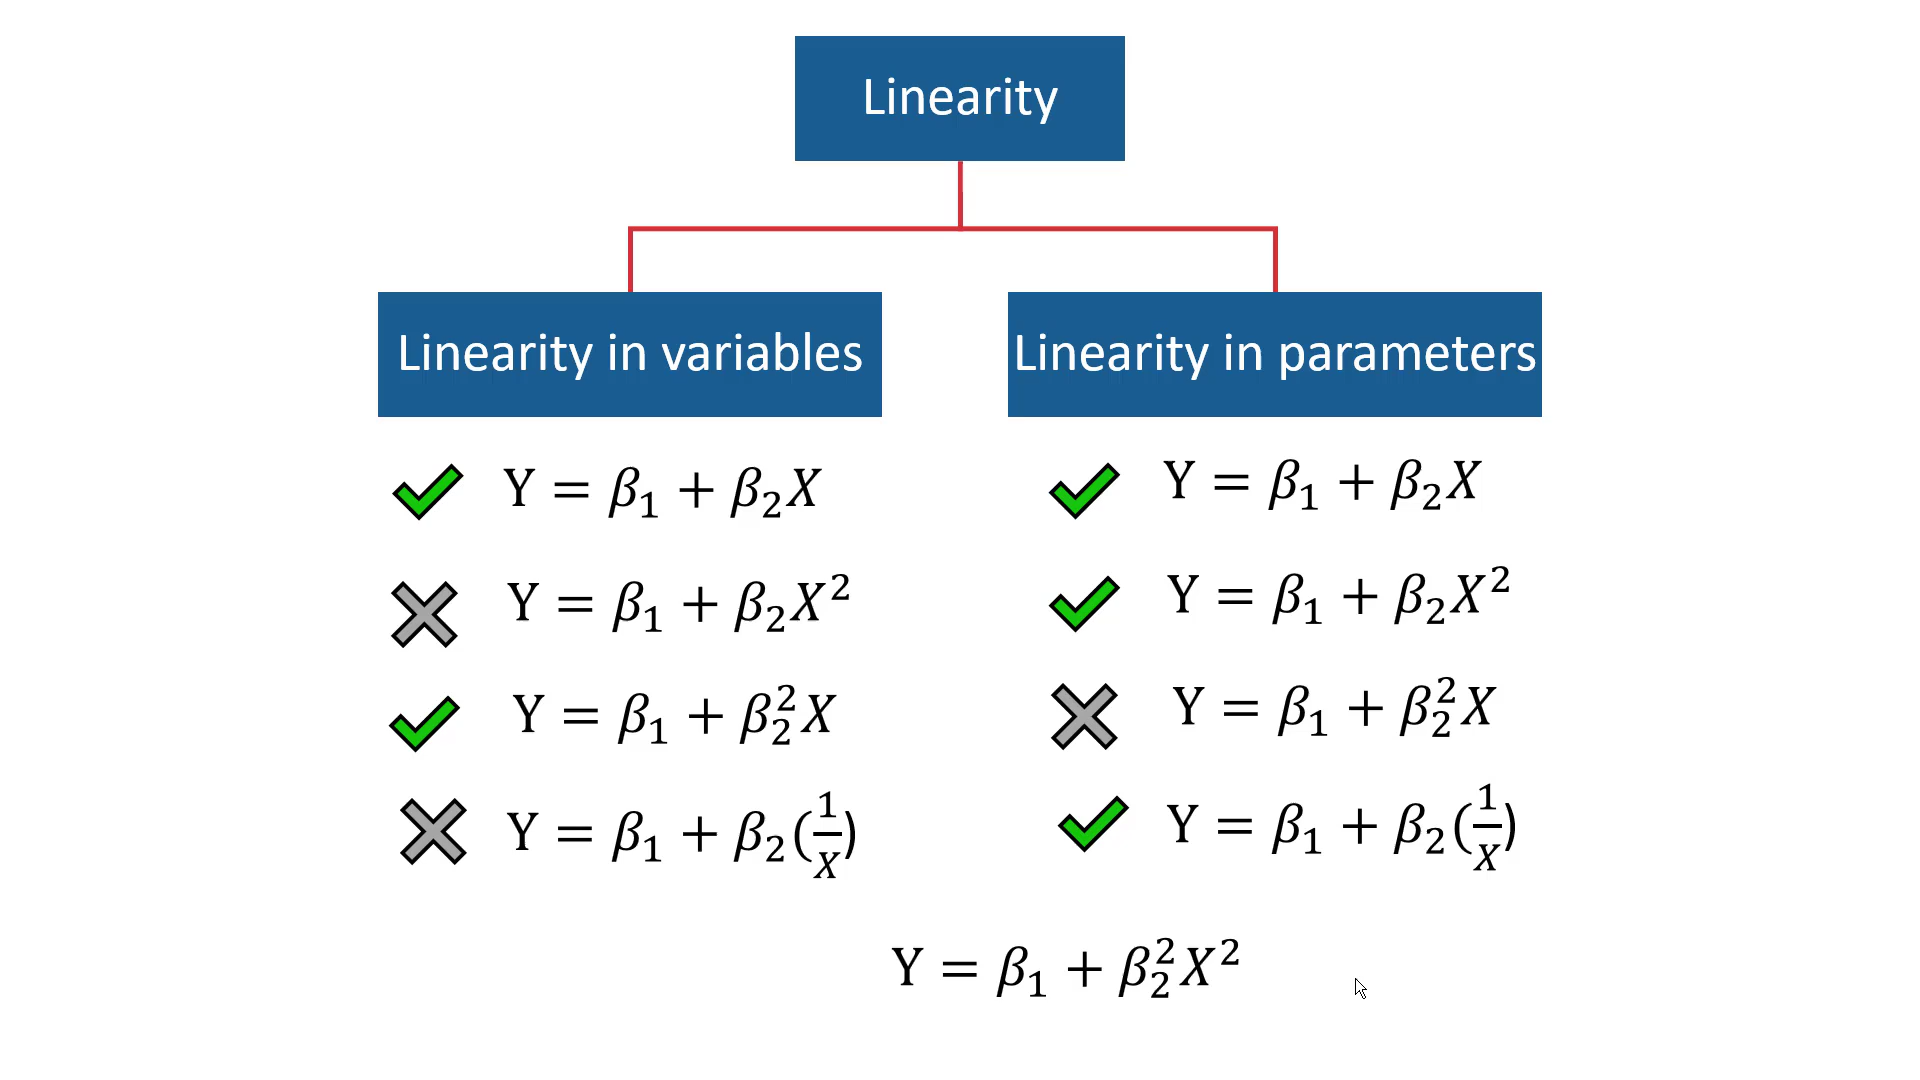 Linearity
Linearity in variables
Y = β₁ + β₂X
Y = β₁ + β₂X²
Y = β₁ + β₂²X
Y = β₁ + β₂(1/X)
Linearity in parameters
Y = β₁ + β₂X
Y = β₁ + β₂X²
Y = β₁ + β₂²X
Y = β₁ + β₂(1/X)
Y = β₁ + β₂²X²